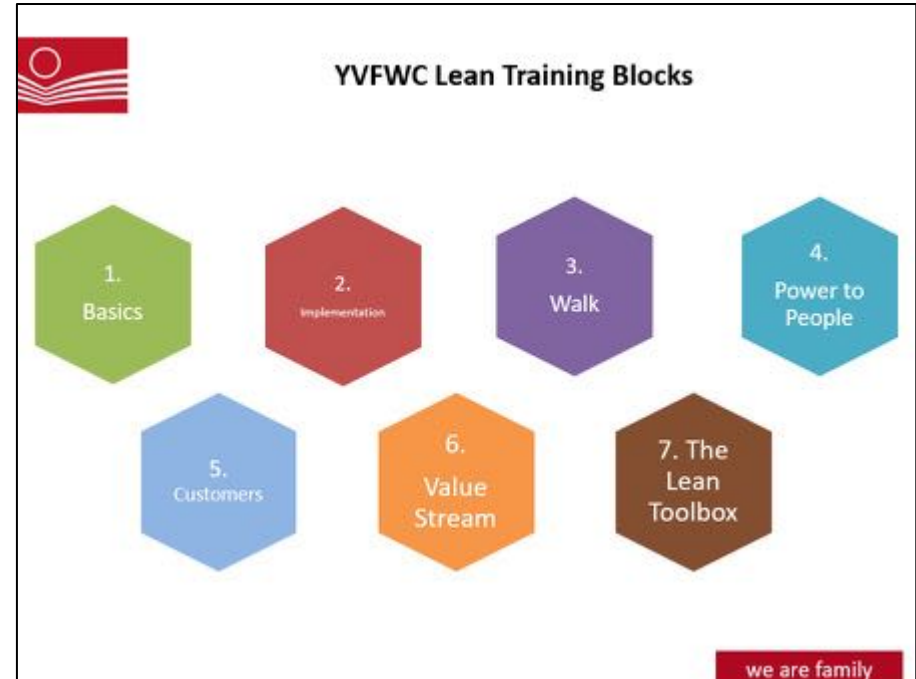 YVFWC Lean Training Blocks
1.
Basics
2.
Implementation
3.
Walk
4.
Power to
People
5.
Customers
6.
Value
Stream
7. The
Lean
Toolbox
we are family